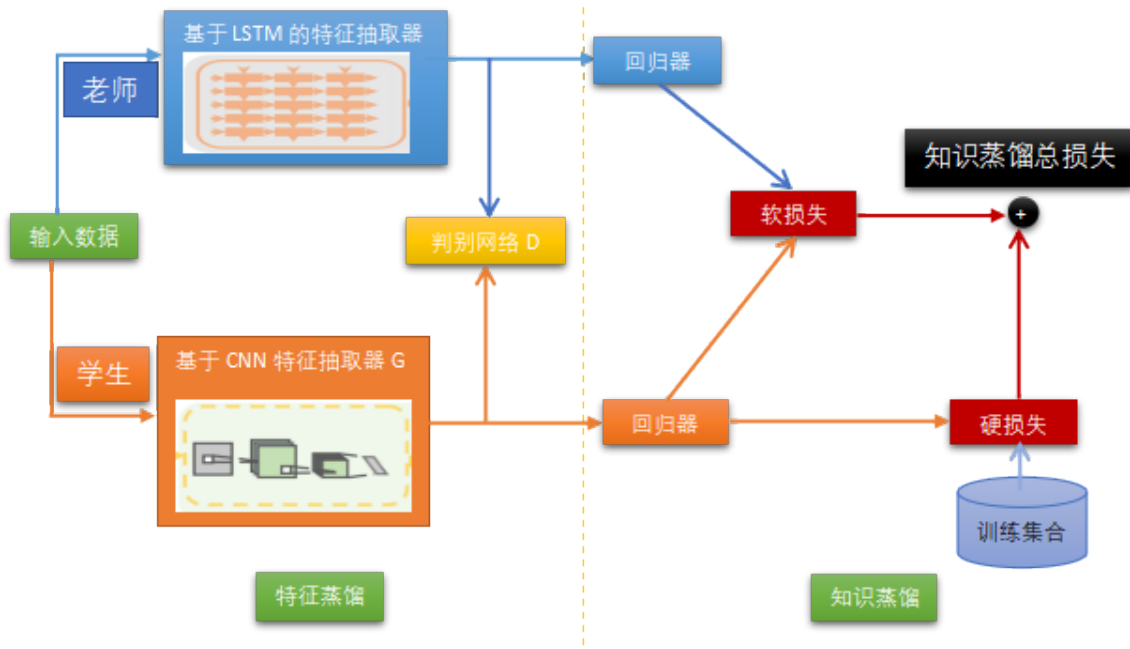 基于 LSTM 的特征抽取器
老师
回归器
知识蒸馏总损失
软损失
+
输入数据
判别网络 D
学生
基于 CNN 特征抽取器 G
回归器
硬损失
训练集合
特征蒸馏
知识蒸馏